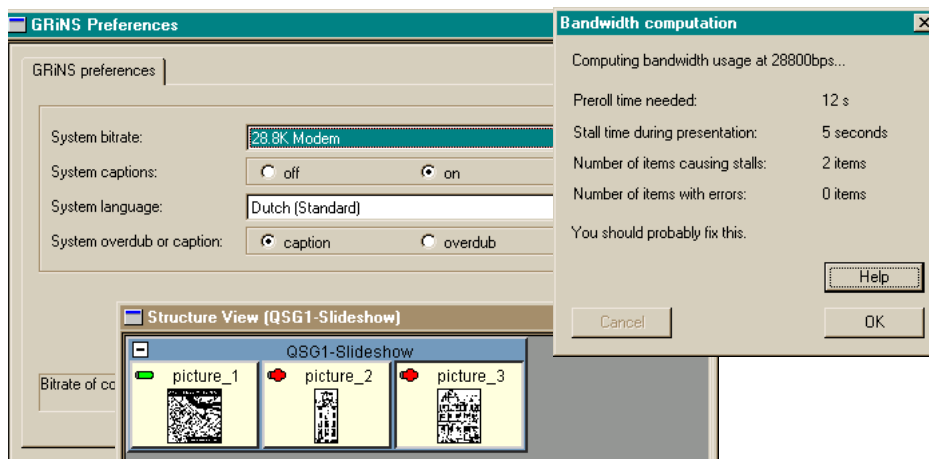 GRiNS Preferences
GRiNS preferences
System bitrate: 28.8K Modem
System captions: off on
System language: Dutch (Standard)
System overdub or caption: caption overdub
Bitrate of
Structure View (QSG1-Slideshow)
QSG1-Slideshow
picture_1 picture_2 picture_3
Bandwidth computation
Computing bandwidth usage at 28800bps...
Preroll time needed: 12 s
Stall time during presentation: 5 seconds
Number of items causing stalls: 2 items
Number of items with errors: 0 items
You should probably fix this.
Help
Cancel OK